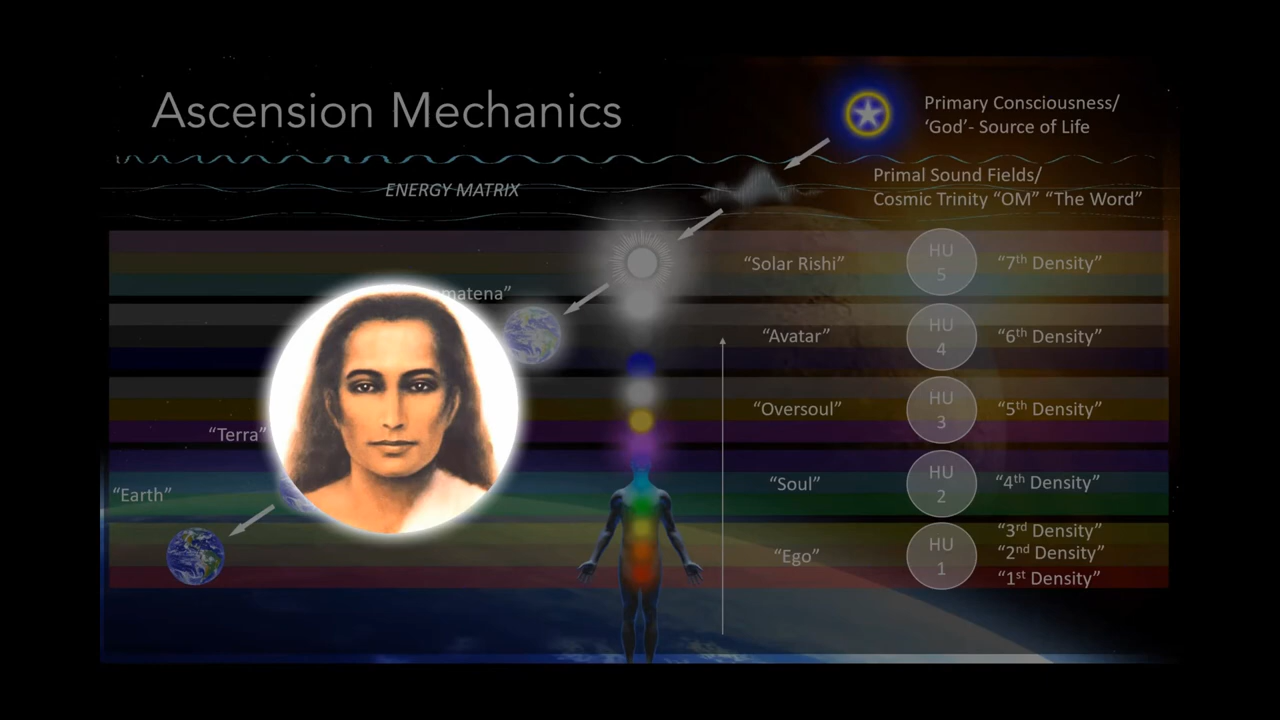 Ascension Mechanics
Primary Consciousness/
‘God’- Source of Life
ENERGY MATRIX
Primal Sound Fields/
Cosmic Trinity “OM” “The Word”
“Solar Rishi”
HU
5
“7th Density”
“Avatar”
HU
4
“6th Density”
“Oversoul”
HU
3
“5th Density”
“Terra”
“Soul”
HU
2
“4th Density”
“Earth”
“Ego”
HU
1
“3rd Density”
“2nd Density”
“1st Density”